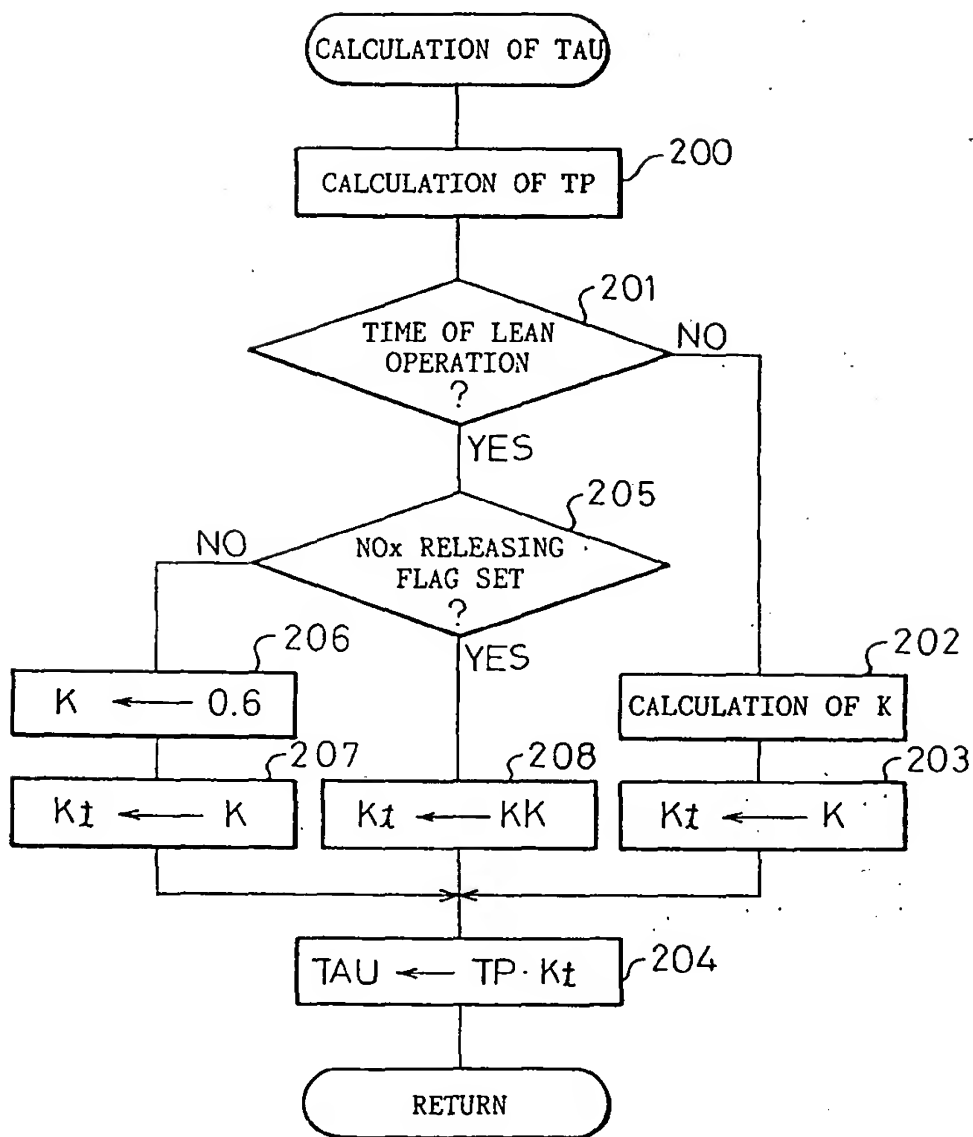 CALCULATION OF TAU
200
CALCULATION OF TP
201
TIME OF LEAN
OPERATION
?
NO
YES
205
NOx RELEASING
FLAG SET
?
NO
YES
206
K ← 0.6
202
CALCULATION OF K
207
Kt ← K
208
Kt ← KK
203
Kt ← K
204
TAU ← TP · Kt
RETURN